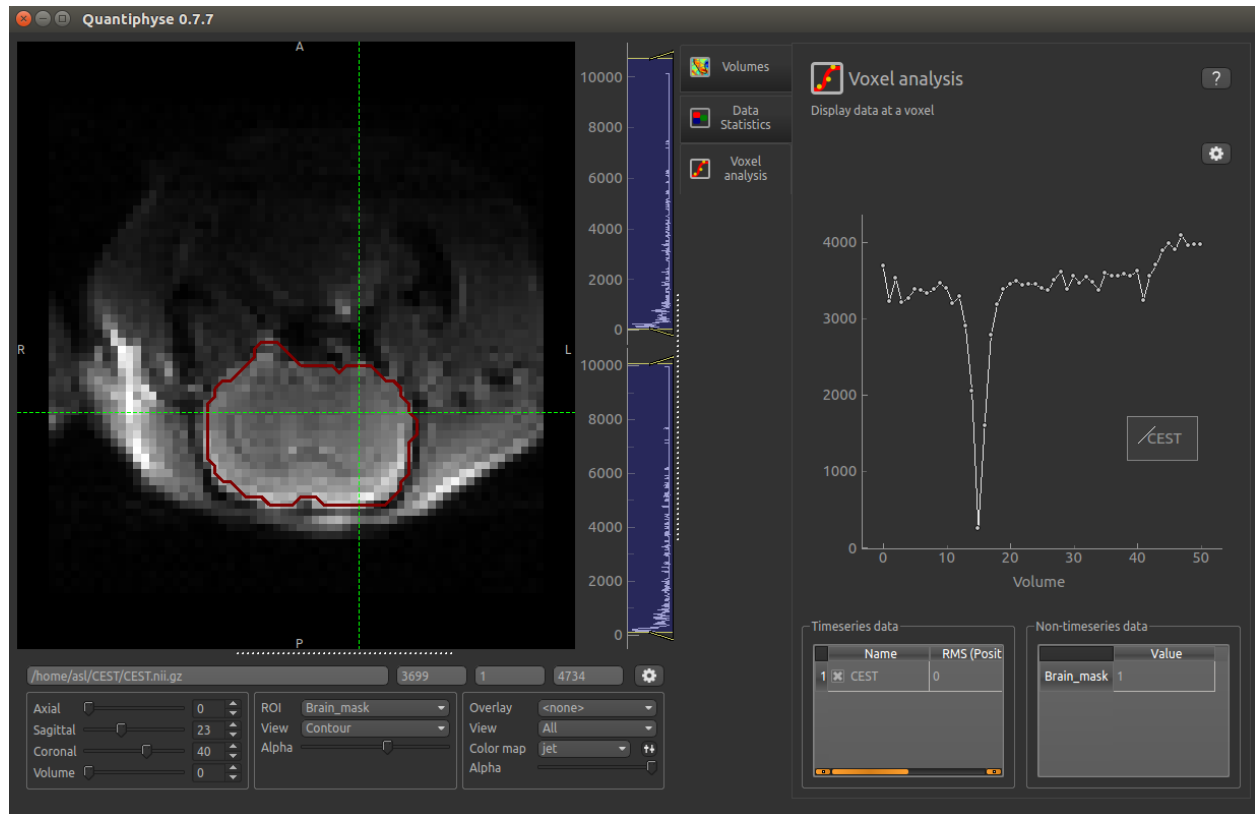 Quantiphyse 0.7.7
A
R
L
P
10000
8000
6000
4000
2000
0
10000
8000
6000
4000
2000
0
Volumes
Data
Statistics
Voxel
analysis
Voxel analysis
?
Display data at a voxel
4000
3000
2000
1000
0
CEST
0 10 20 30 40 50
Volume
/home/asl/CEST/CEST.nii.gz 3699 1 4734
Axial 0
Sagittal 23
Coronal 40
Volume 0
ROI Brain_mask
View Contour
Alpha
Overlay <none>
View All
Color map jet
Alpha
Timeseries data
Name RMS (Posit
1 CEST 0
Non-timeseries data
Value
Brain_mask 1